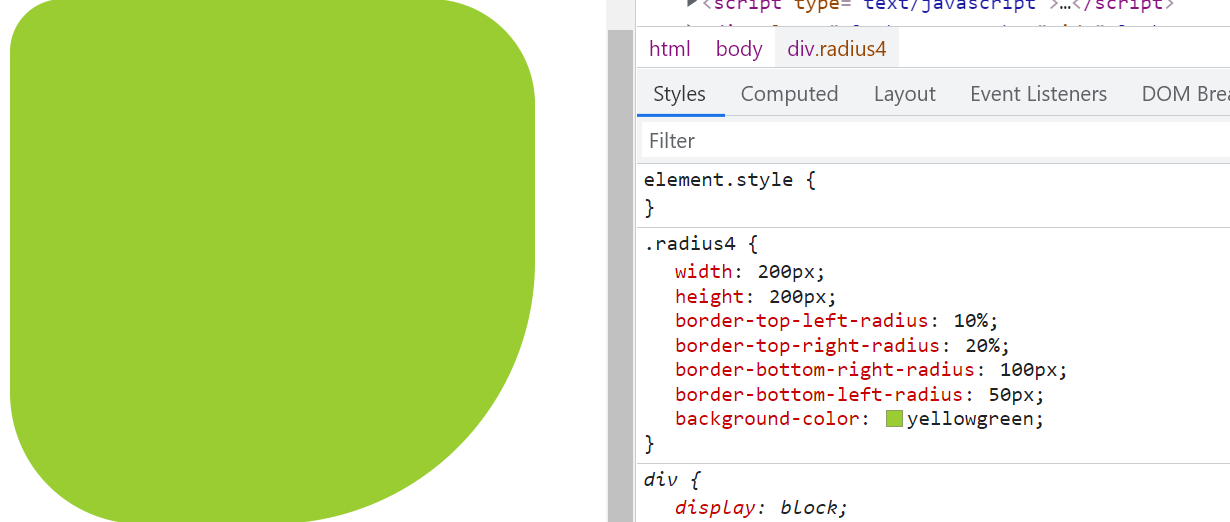 <script type="text/javascript">…</script>
html body div.radius4
Styles Computed Layout Event Listeners DOM
Filter
element.style {
}
.radius4 {
width: 200px;
height: 200px;
border-top-left-radius: 10%;
border-top-right-radius: 20%;
border-bottom-right-radius: 100px;
border-bottom-left-radius: 50px;
background-color: yellowgreen;
}
div {
display: block;